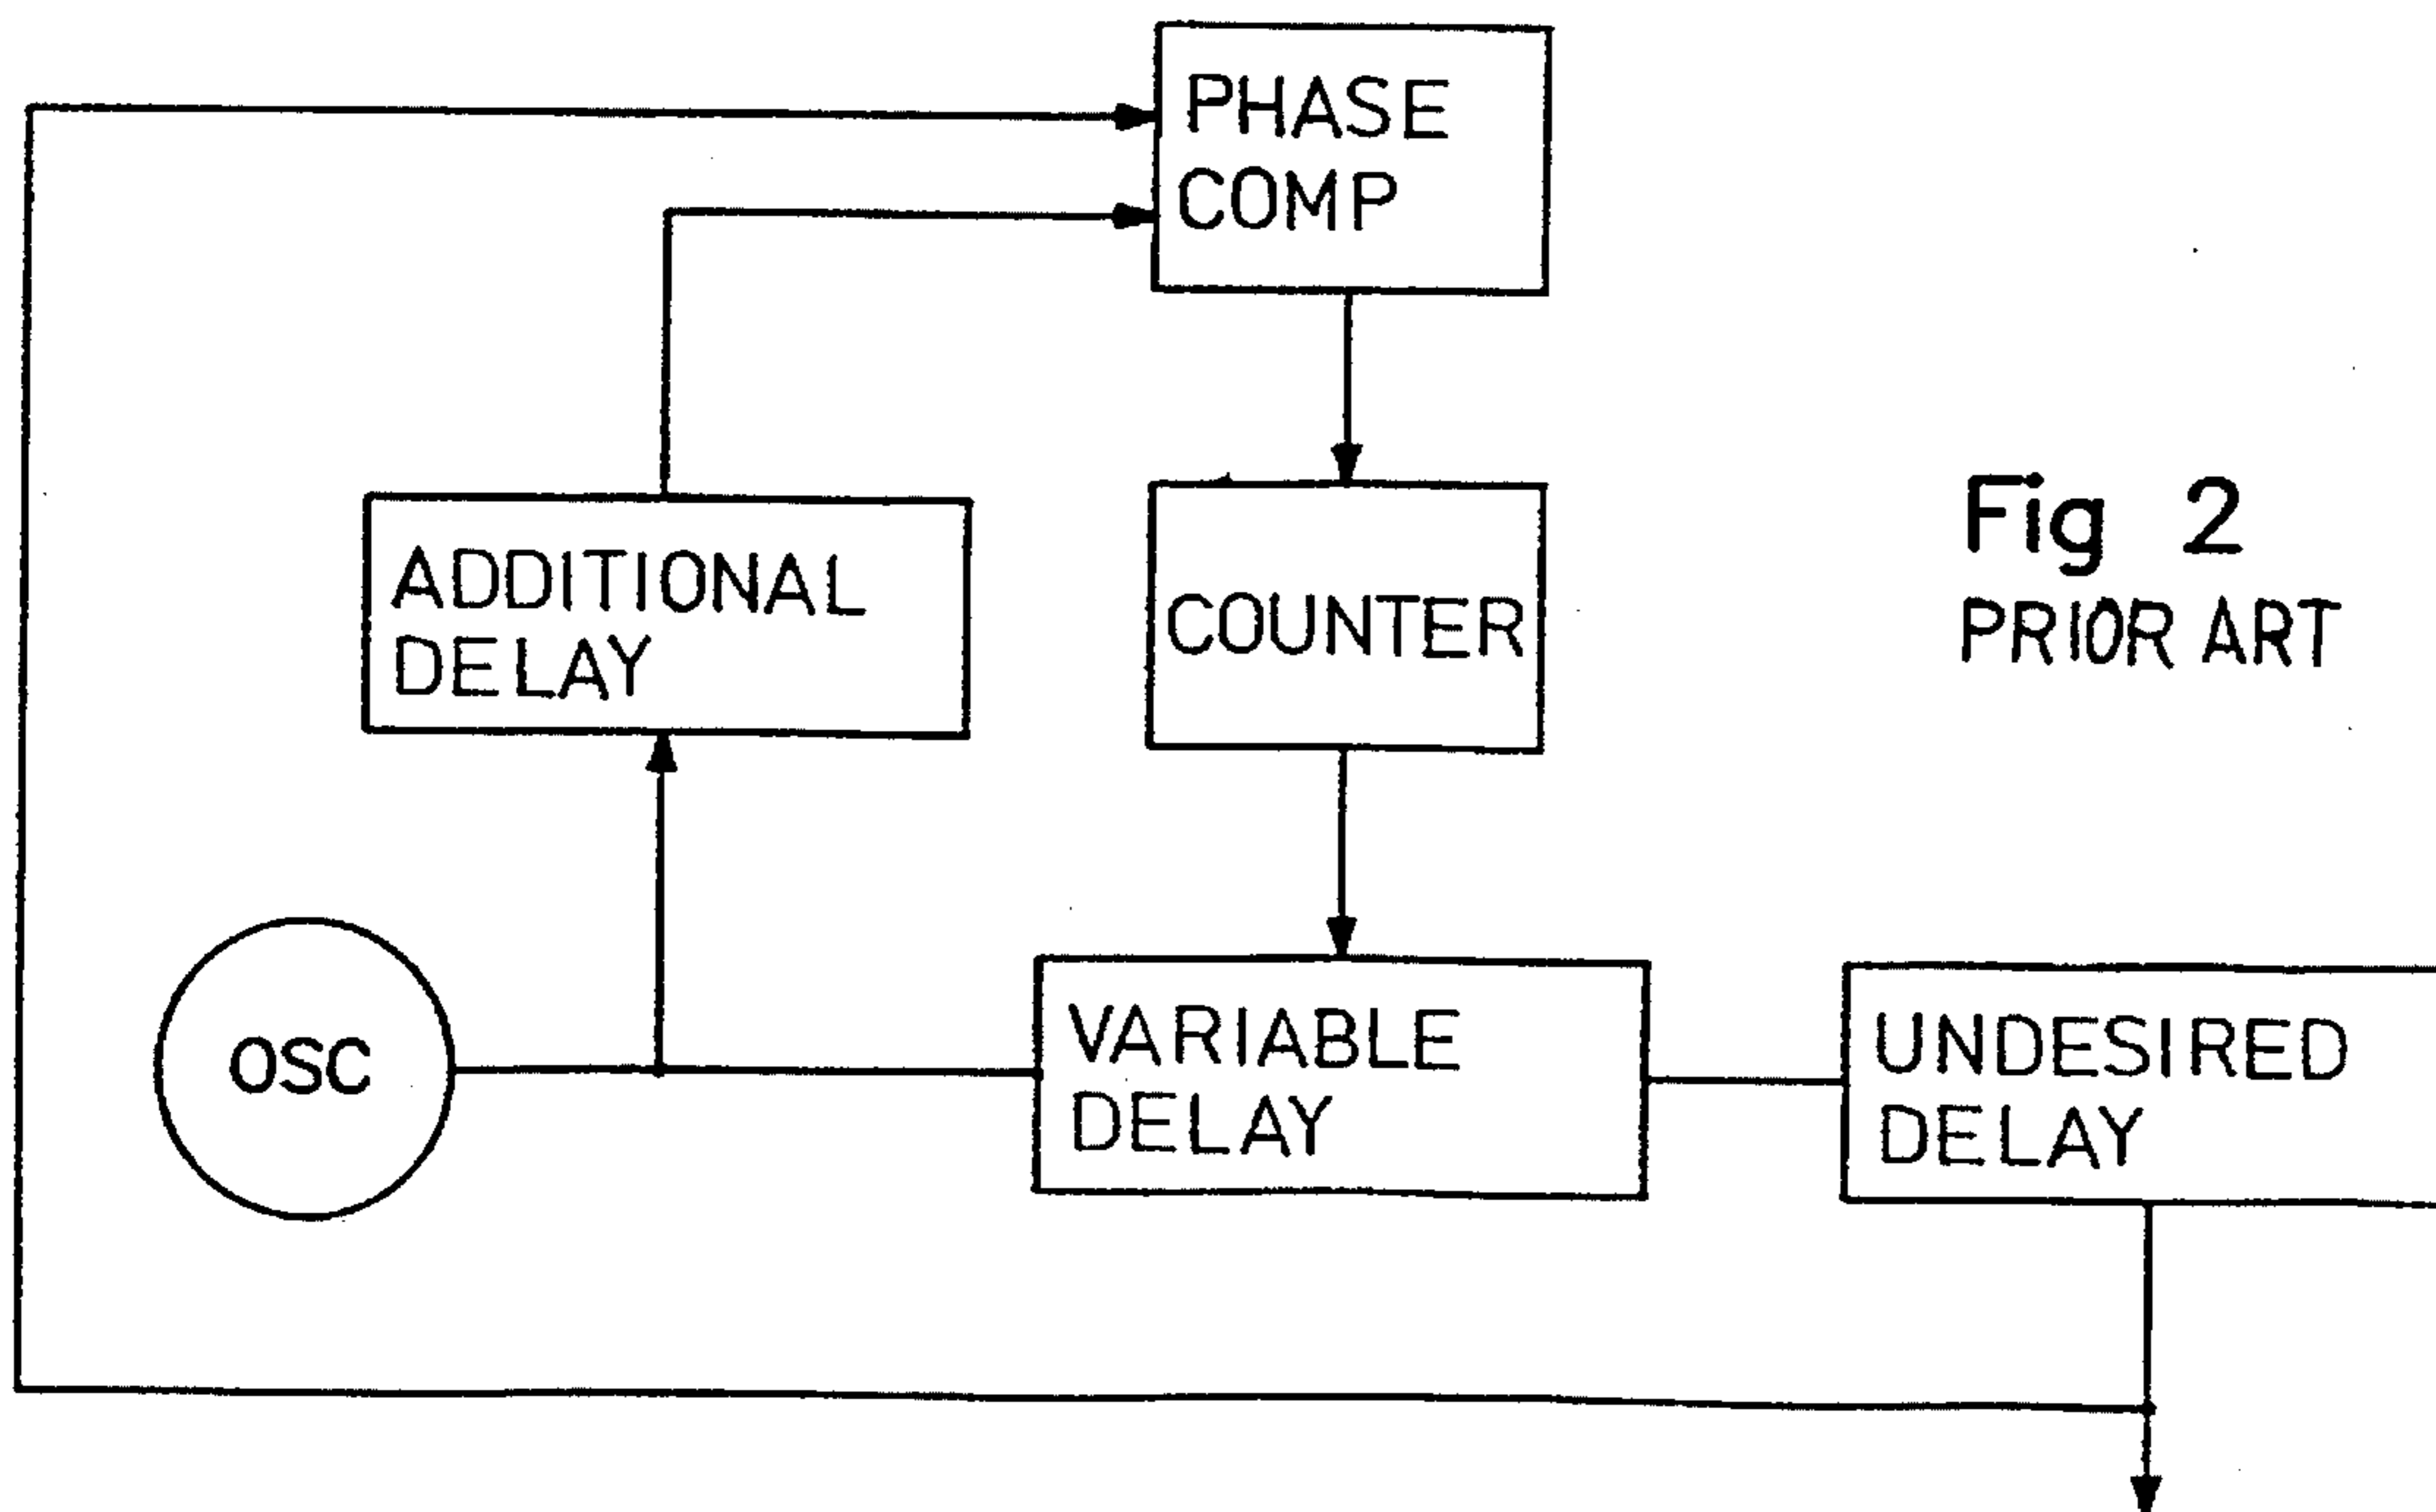 PHASE
COMP
ADDITIONAL
DELAY
COUNTER
Fig 2
PRIOR ART
OSC
VARIABLE
DELAY
UNDESIRED
DELAY